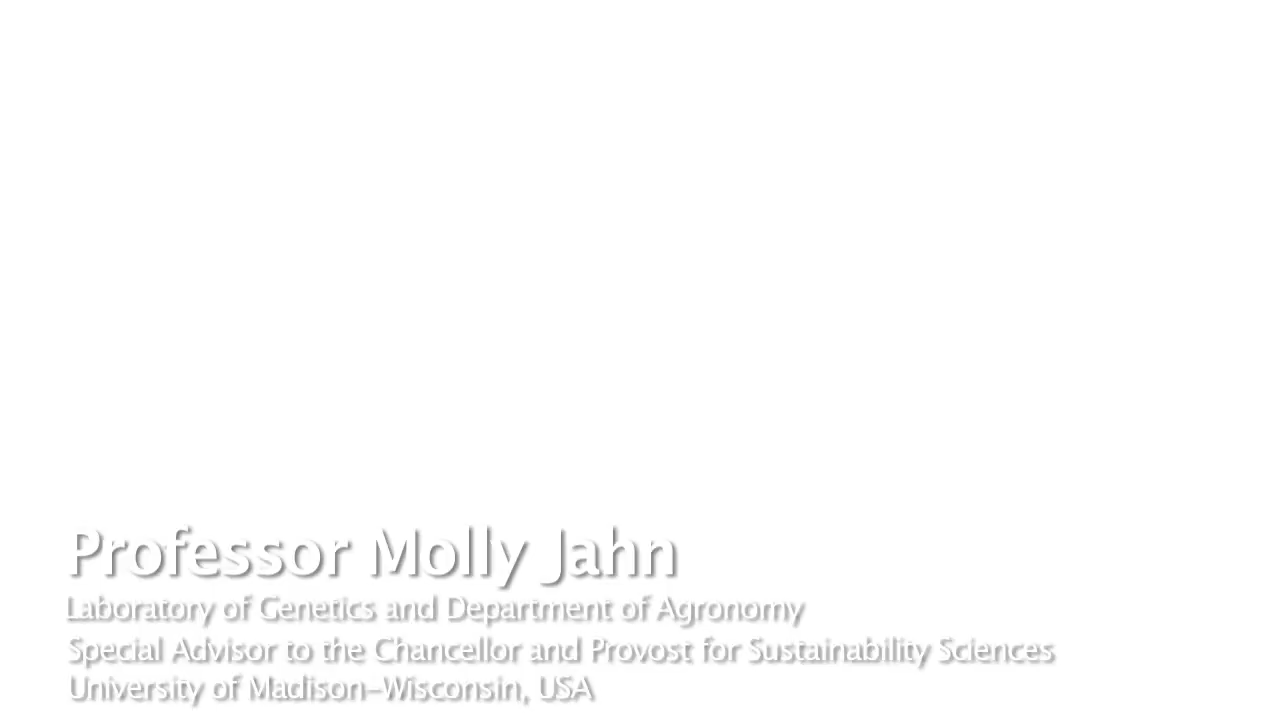 Professor Molly Jahn
Laboratory of Genetics and Department of Agronomy
Special Advisor to the Chancellor and Provost for Sustainability Sciences
University of Madison-Wisconsin, USA